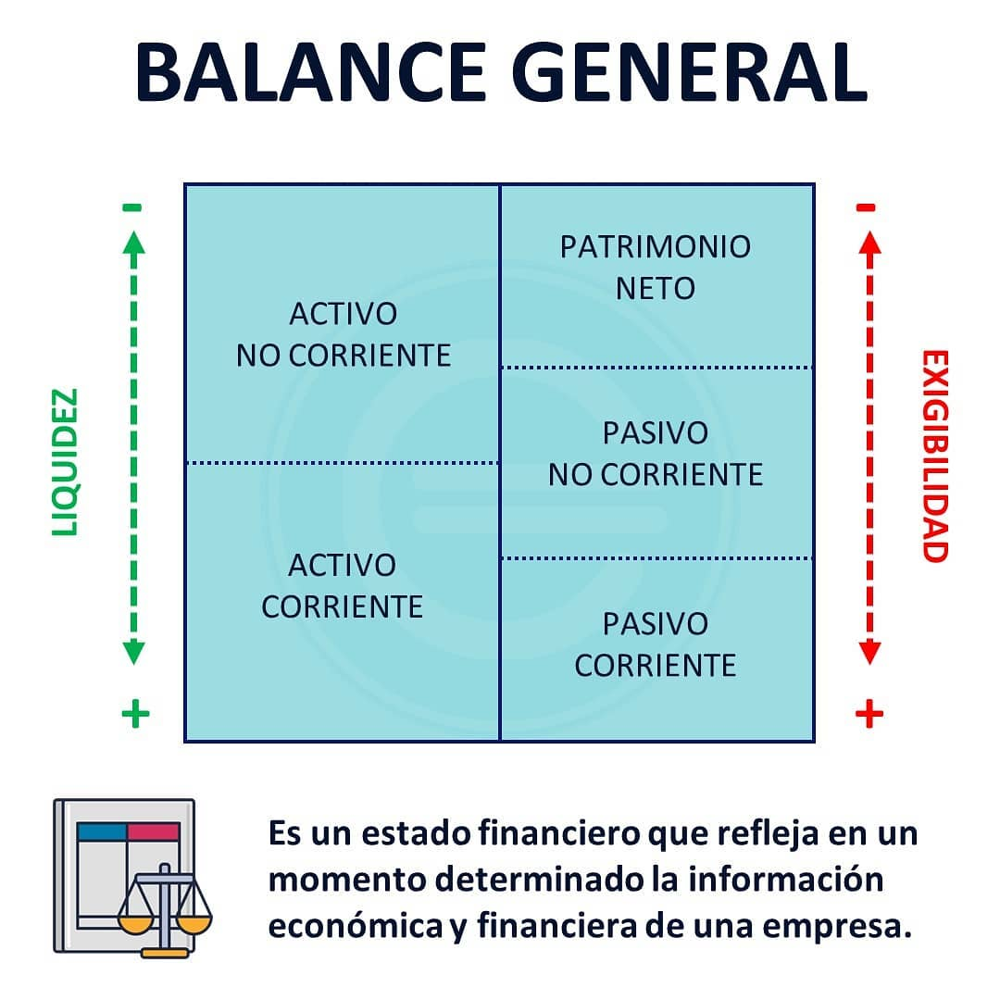 BALANCE GENERAL
-
-
PATRIMONIO
NETO
ACTIVO
NO CORRIENTE
LIQUIDEZ
EXIGIBILIDAD
PASIVO
NO CORRIENTE
ACTIVO
CORRIENTE
PASIVO
CORRIENTE
+
+
Es un estado financiero que refleja en un
momento determinado la información
económica y financiera de una empresa.